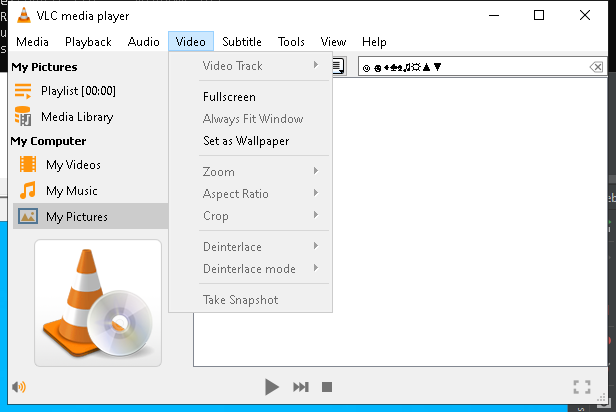 VLC media player
Media Playback Audio Video Subtitle Tools View Help
My Pictures
Playlist [00:00]
Media Library
My Computer
My Videos
My Music
My Pictures
Video Track
Fullscreen
Always Fit Window
Set as Wallpaper
Zoom
Aspect Ratio
Crop
Deinterlace
Deinterlace mode
Take Snapshot